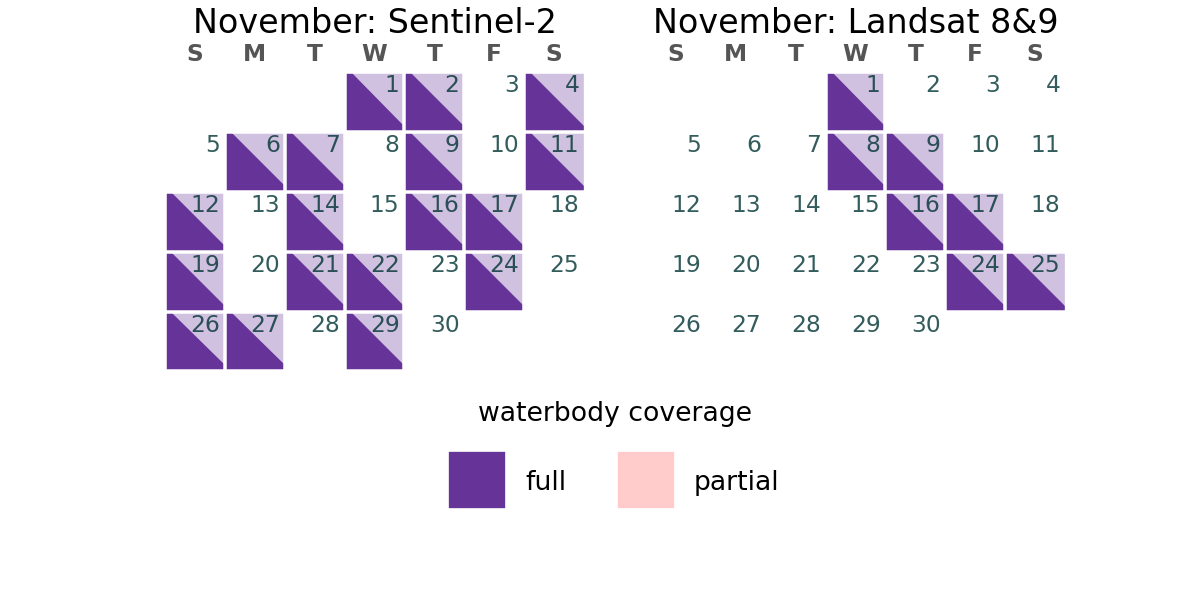 November: Sentinel-2
S M T W T F S
1 2 3 4
5 6 7 8 9 10 11
12 13 14 15 16 17 18
19 20 21 22 23 24 25
26 27 28 29 30
November: Landsat 8&9
S M T W T F S
1 2 3 4
5 6 7 8 9 10 11
12 13 14 15 16 17 18
19 20 21 22 23 24 25
26 27 28 29 30
waterbody coverage
full partial